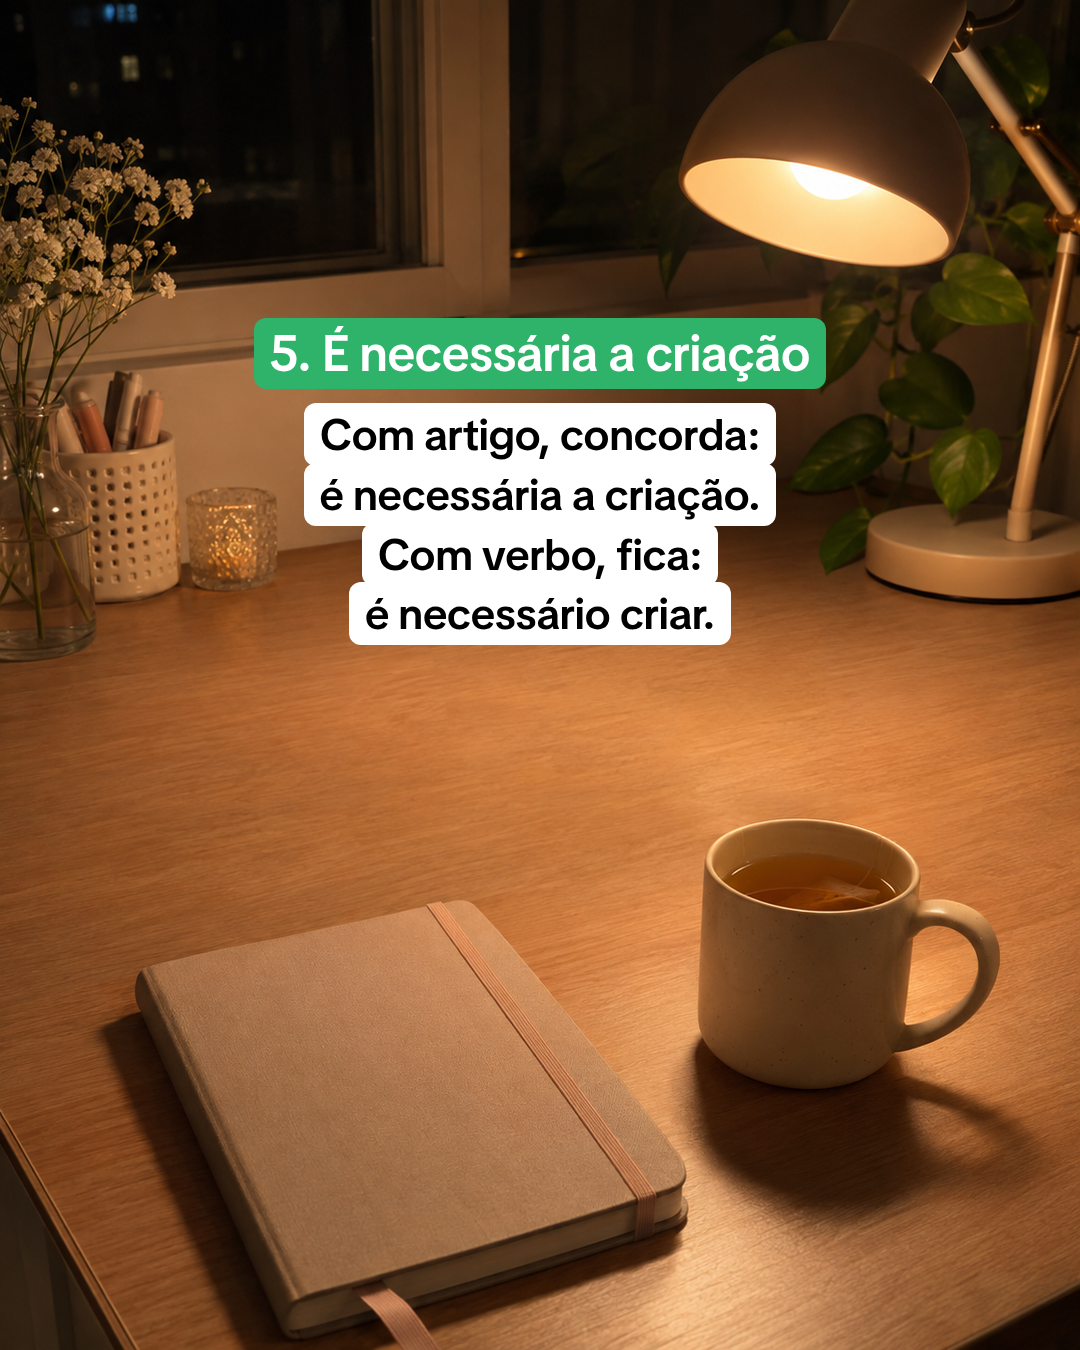 5. É necessária a criação
Com artigo, concorda:
é necessária a criação.
Com verbo, fica:
é necessário criar.